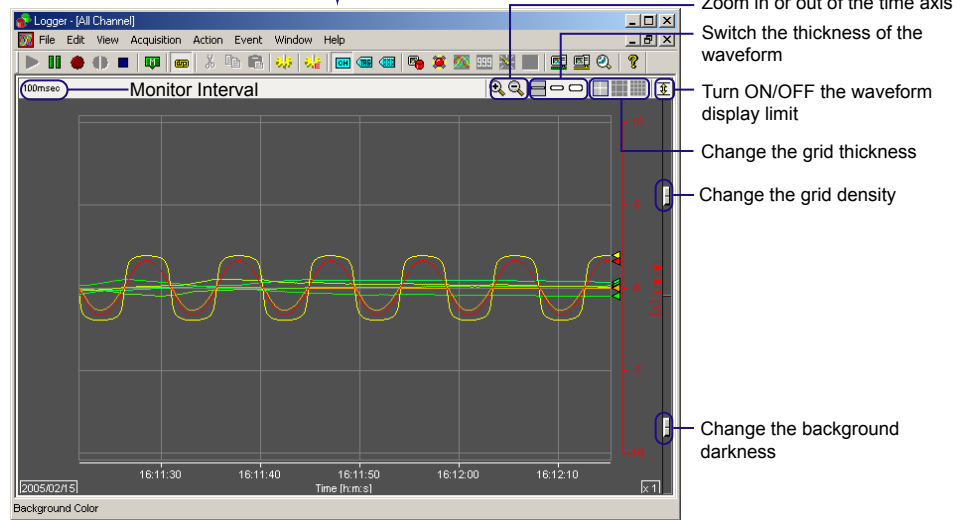 Zoom in or out of the time axis
Logger - [All Channel]
File Edit View Acquisition Action Event Window Help
Switch the thickness of the
waveform
CH
100msec
Monitor Interval
Turn ON/OFF the waveform
display limit
Change the grid thickness
Change the grid density
10
5
0
-5
-10
Change the background
darkness
16:11:30 16:11:40 16:11:50 16:12:00 16:12:10
2005/02/15 Time [h:m:s] x 1
Background Color